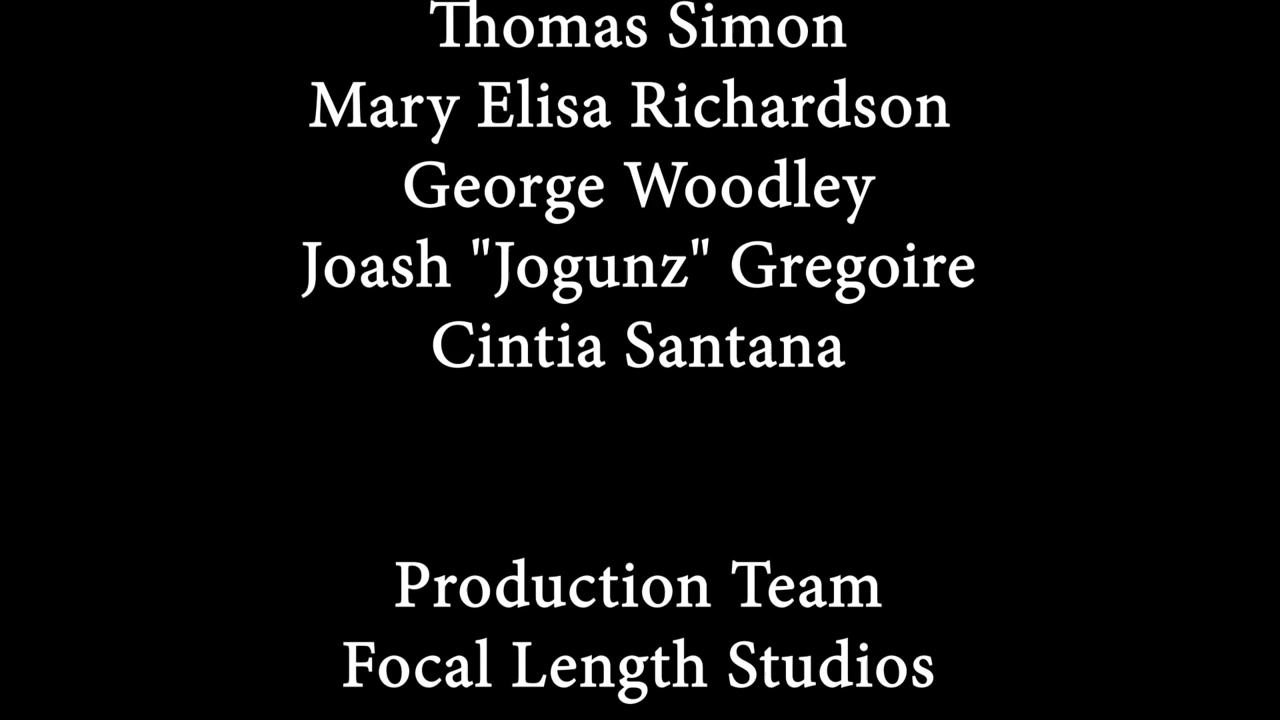 Thomas Simon
Mary Elisa Richardson
George Woodley
Joash "Jogunz" Gregoire
Cintia Santana
Production Team
Focal Length Studios